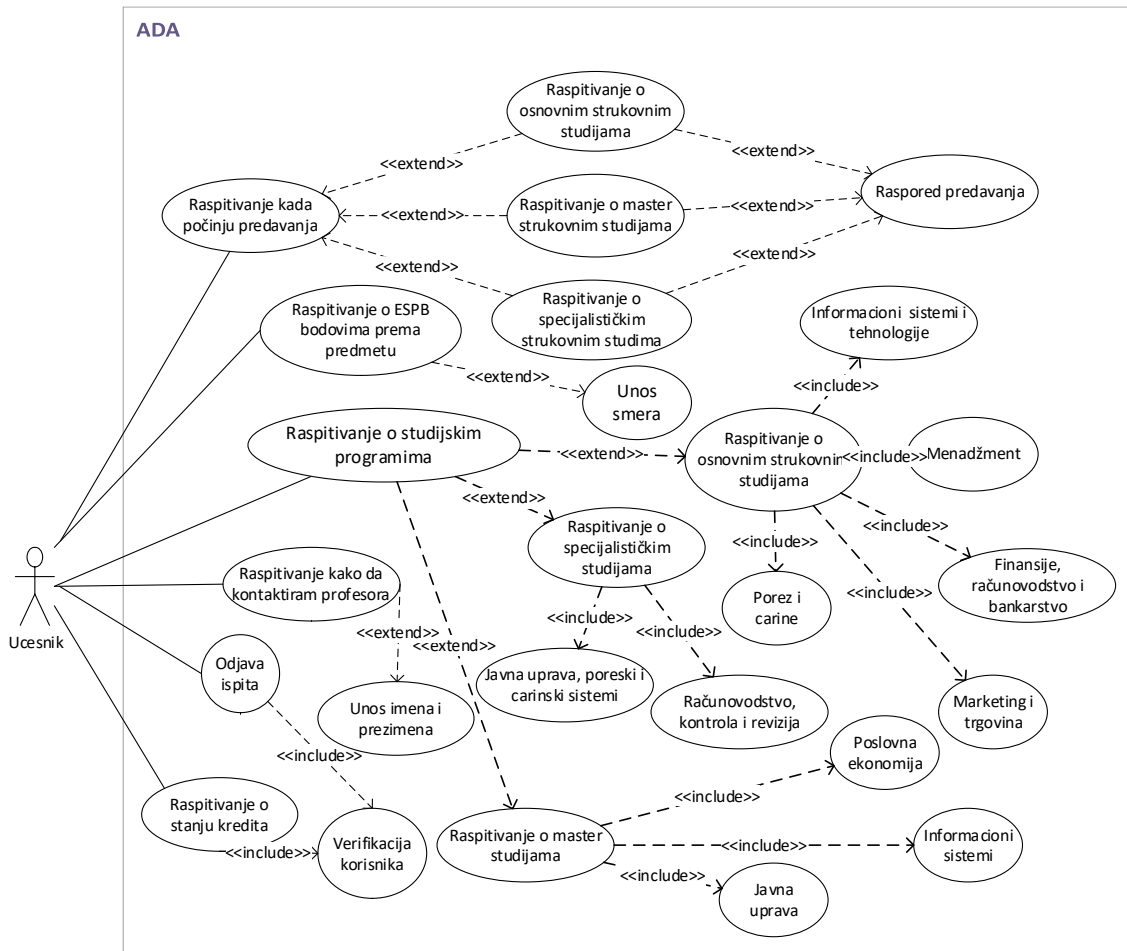 ADA
Raspitivanje o
osnovnim strukovnim
studijama
<<extend>>
<<extend>>
Raspitivanje kada
počinju predavanja
<<extend>>
Raspitivanje o master
strukovnim studijama
<<extend>>
Raspored predavanja
<<extend>>
<<extend>>
Raspitivanje o
specijalističkim
strukovnim studima
Raspitivanje o ESPB
bodovima prema
predmetu
<<extend>>
Unos
smera
Informacioni sistemi i
tehnologije
<<include>>
Raspitivanje o studijskim
programima
<<extend>>
Raspitivanje o
osnovnim strukovnim
studijama
<<include>>
Menadžment
<<extend>>
Raspitivanje o
specijalističkim
studijama
<<include>>
<<include>>
Finansije,
računovodstvo i
bankarstvo
Porez i
carine
<<include>>
Marketing i
trgovina
Ucesnik
Raspitivanje kako da
kontaktiram profesora
<<extend>>
<<extend>>
Unos imena i
prezimena
<<include>>
<<include>>
Javna uprava, poreski i
carinski sistemi
Računovodstvo,
kontrola i revizija
Odjava
ispita
<<include>>
Raspitivanje o
stanju kredita
<<include>>
Verifikacija
korisnika
Raspitivanje o master
studijama
<<include>>
Poslovna
ekonomija
<<include>>
Informacioni
sistemi
<<include>>
Javna
uprava